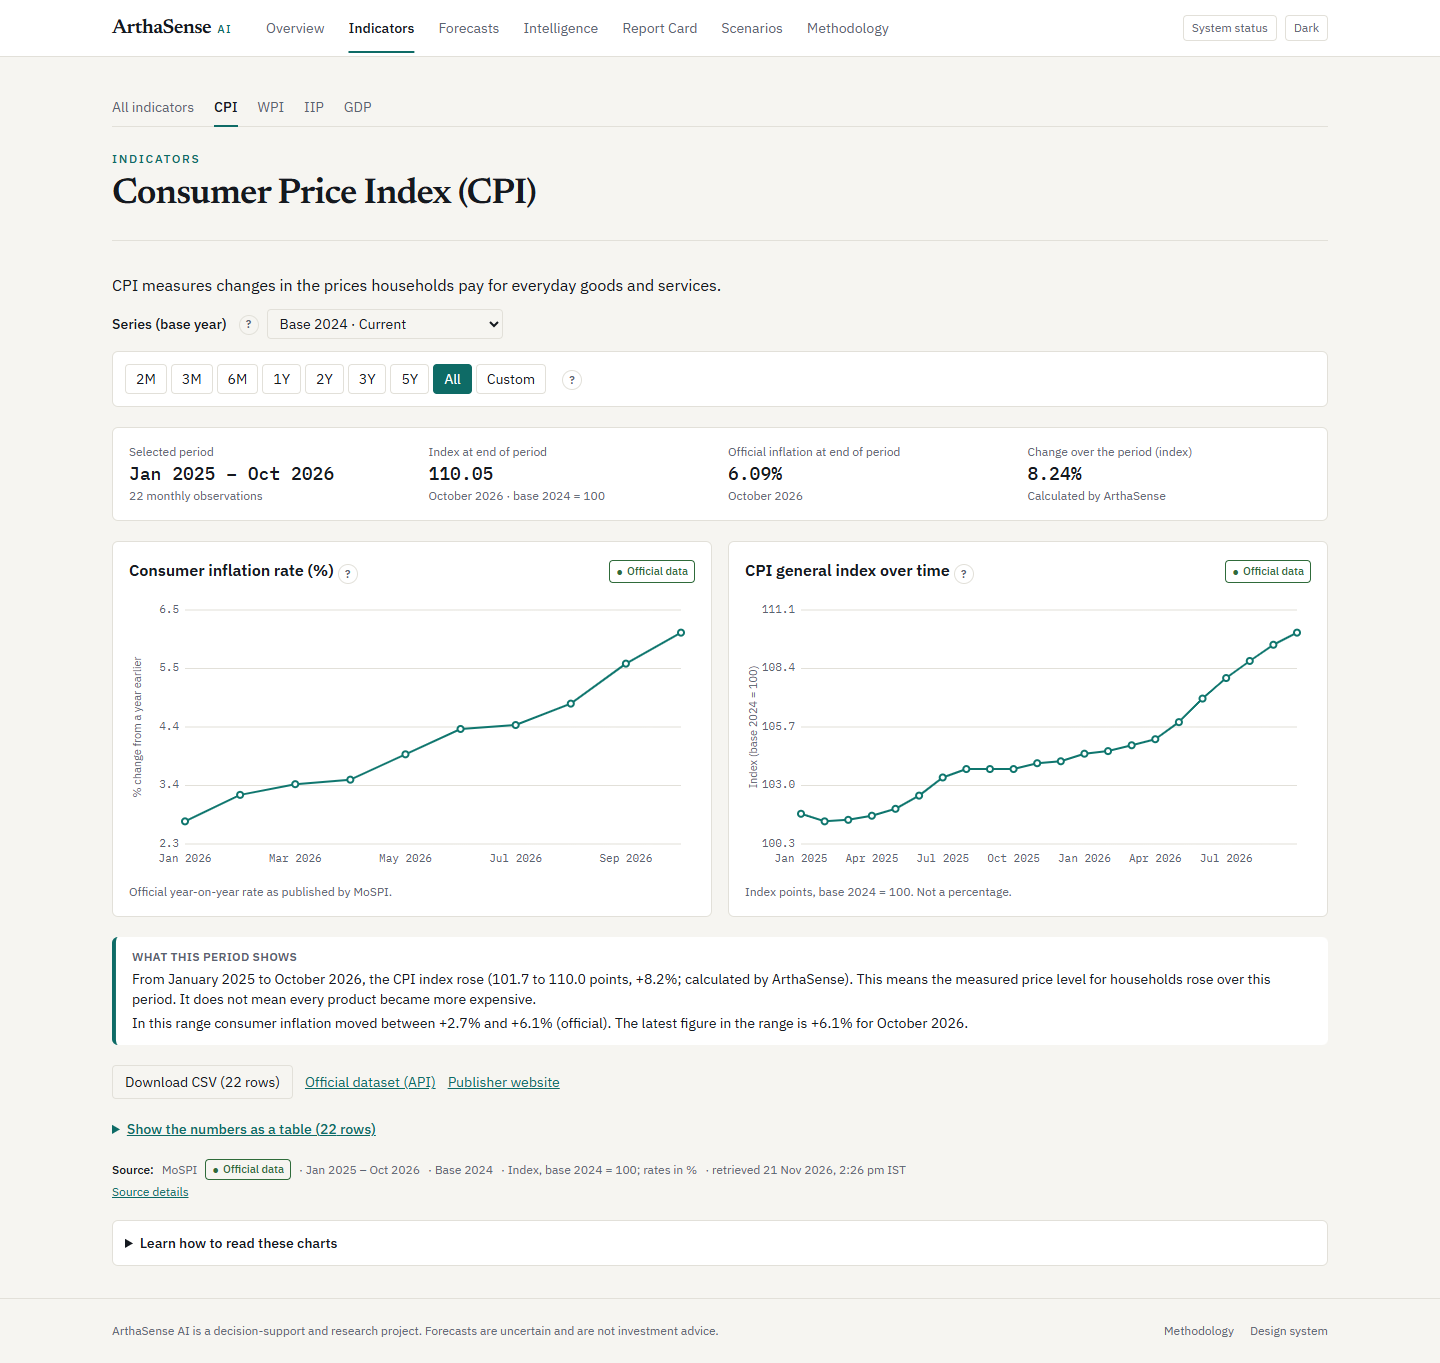 ArthaSense AI
Overview Indicators Forecasts Intelligence Report Card Scenarios Methodology
System status Dark
All indicators CPI WPI IIP GDP
INDICATORS
Consumer Price Index (CPI)
CPI measures changes in the prices households pay for everyday goods and services.
Series (base year) ? Base 2024 · Current
2M 3M 6M 1Y 2Y 3Y 5Y All Custom ?
Selected period
Jan 2025 – Oct 2026
22 monthly observations
Index at end of period
110.05
October 2026 · base 2024 = 100
Official inflation at end of period
6.09%
October 2026
Change over the period (index)
8.24%
Calculated by ArthaSense
Consumer inflation rate (%) ? ● Official data
% change from a year earlier
6.5
5.5
4.4
3.4
2.3
Jan 2026 Mar 2026 May 2026 Jul 2026 Sep 2026
Official year-on-year rate as published by MoSPI.
CPI general index over time ? ● Official data
Index (base 2024 = 100)
111.1
108.4
105.7
103.0
100.3
Jan 2025 Apr 2025 Jul 2025 Oct 2025 Jan 2026 Apr 2026 Jul 2026
Index points, base 2024 = 100. Not a percentage.
WHAT THIS PERIOD SHOWS
From January 2025 to October 2026, the CPI index rose (101.7 to 110.0 points, +8.2%; calculated by ArthaSense). This means the measured price level for households rose over this
period. It does not mean every product became more expensive.
In this range consumer inflation moved between +2.7% and +6.1% (official). The latest figure in the range is +6.1% for October 2026.
Download CSV (22 rows) Official dataset (API) Publisher website
Show the numbers as a table (22 rows)
Source: MoSPI ● Official data · Jan 2025 – Oct 2026 · Base 2024 · Index, base 2024 = 100; rates in % · retrieved 21 Nov 2026, 2:26 pm IST
Source details
Learn how to read these charts
ArthaSense AI is a decision-support and research project. Forecasts are uncertain and are not investment advice.
Methodology Design system